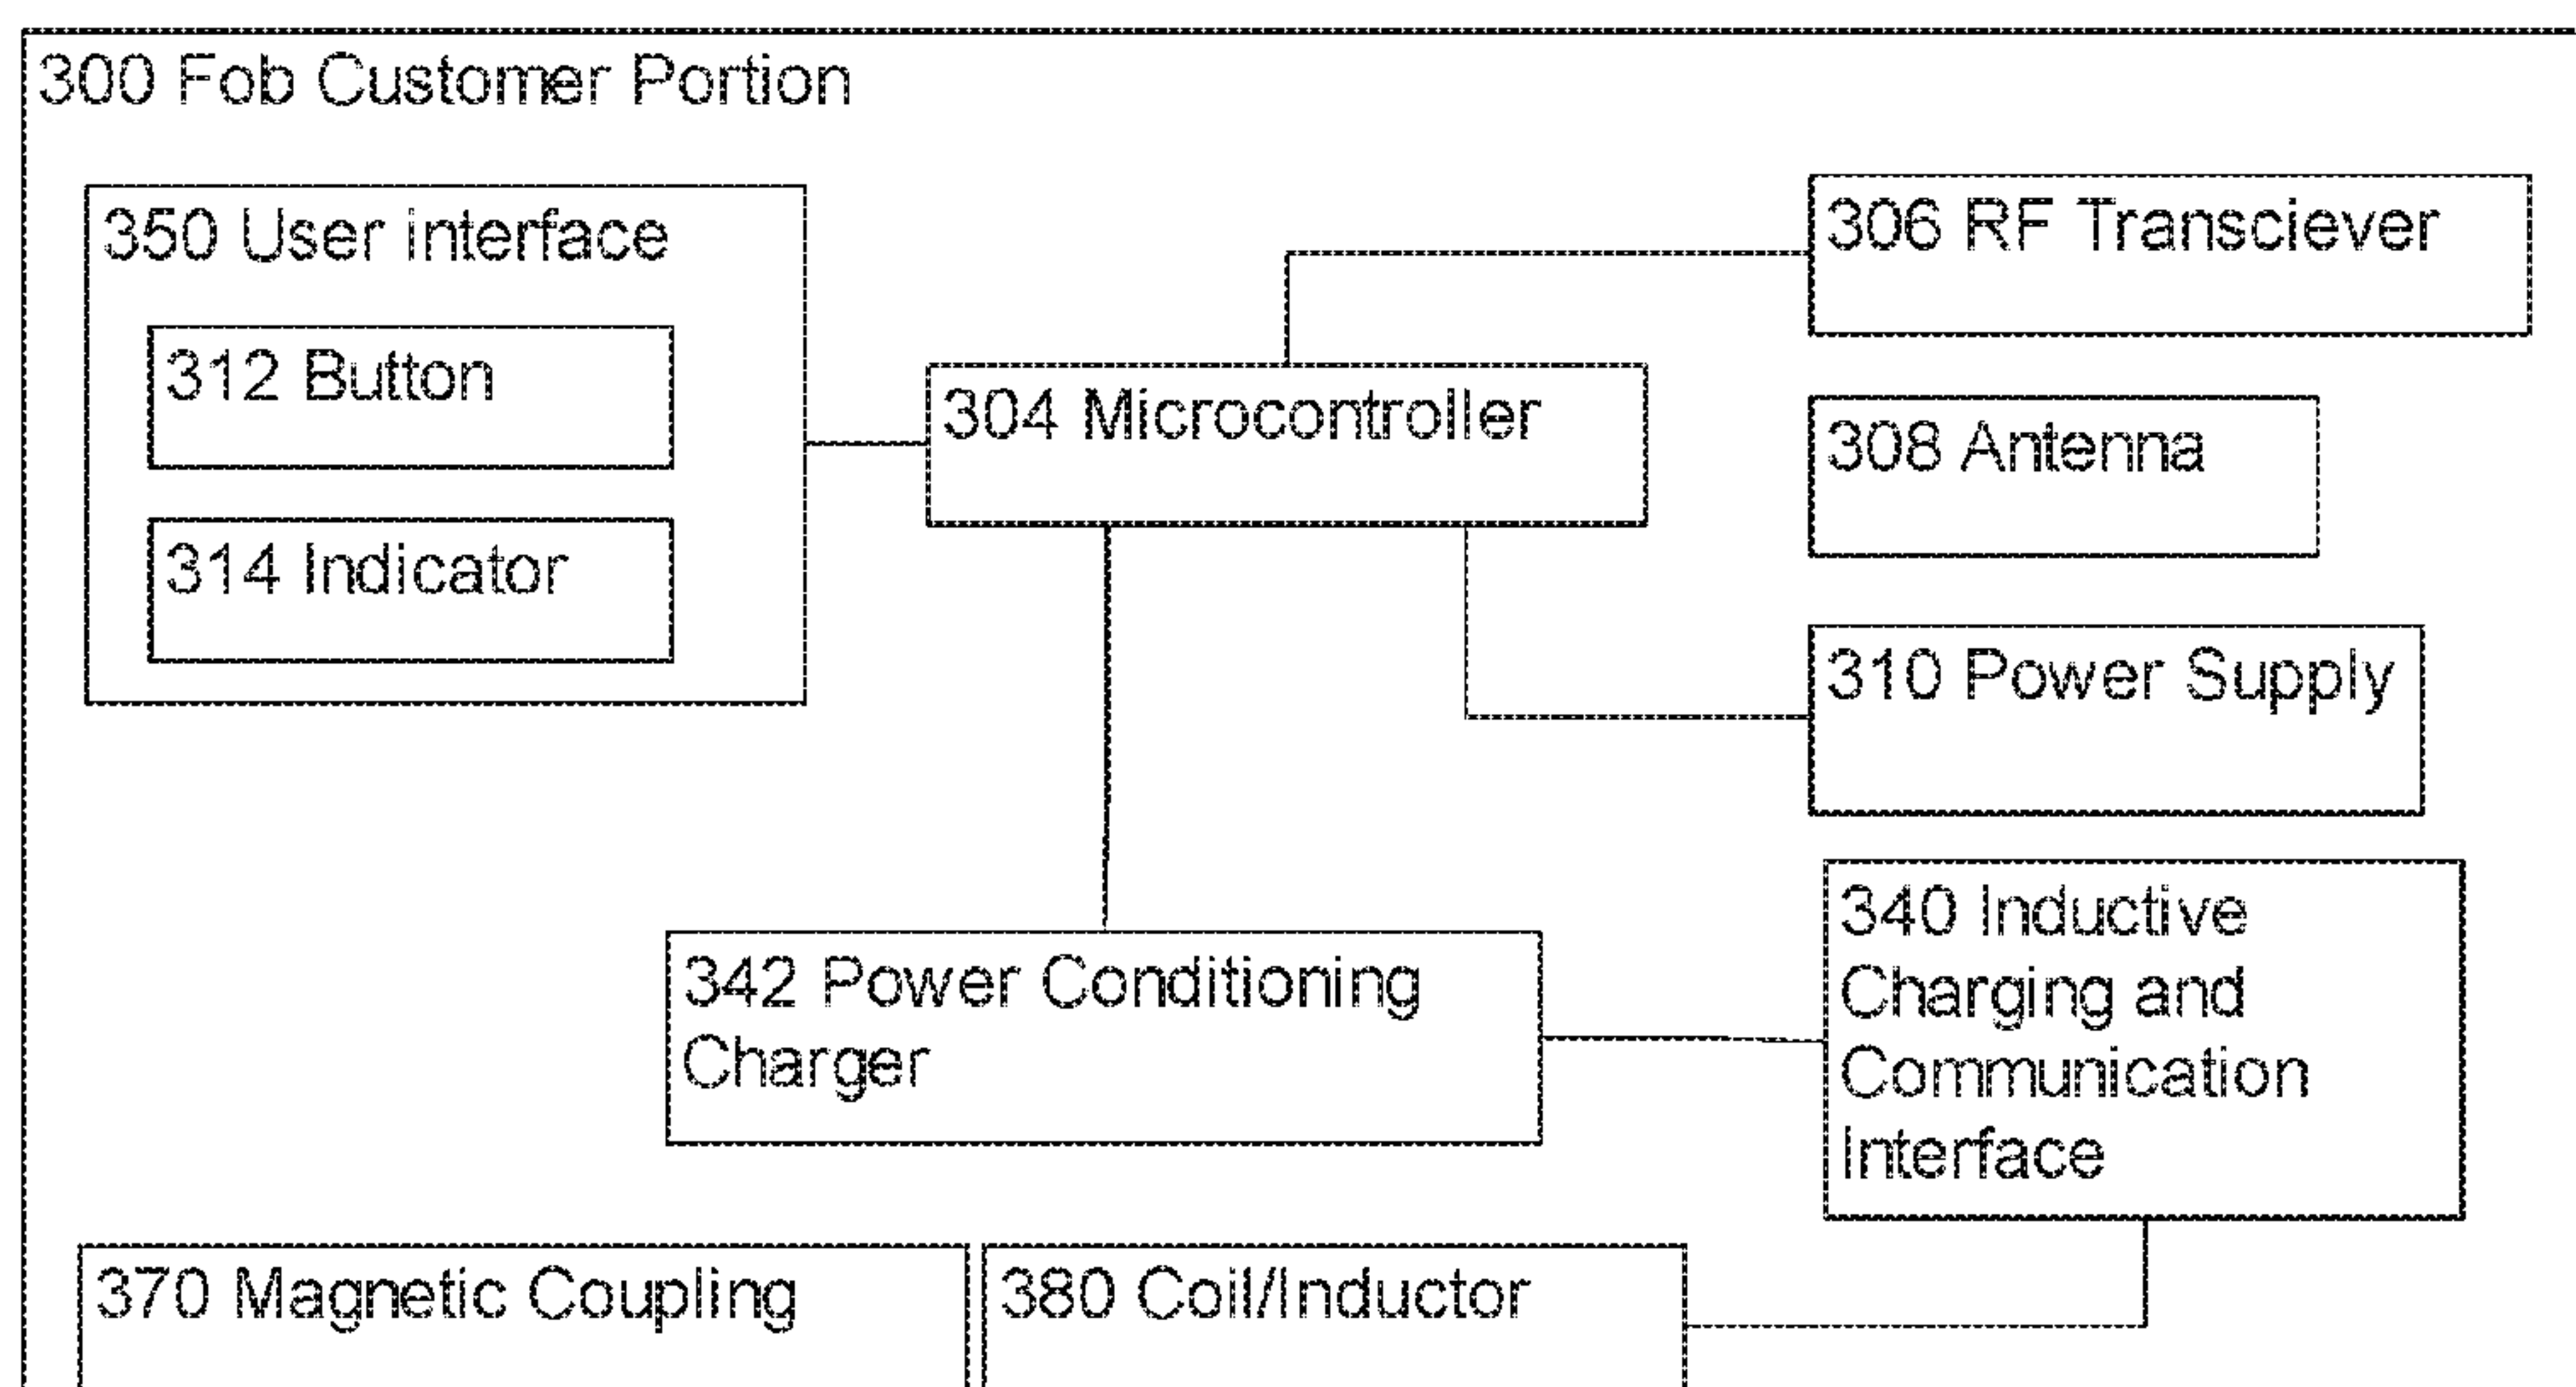 300 Fob Customer Portion
350 User interface
312 Button
314 Indicator
304 Microcontroller
306 RF Transciever
308 Antenna
310 Power Supply
342 Power Conditioning
Charger
340 Inductive
Charging and
Communication
Interface
370 Magnetic Coupling
380 Coil/Inductor